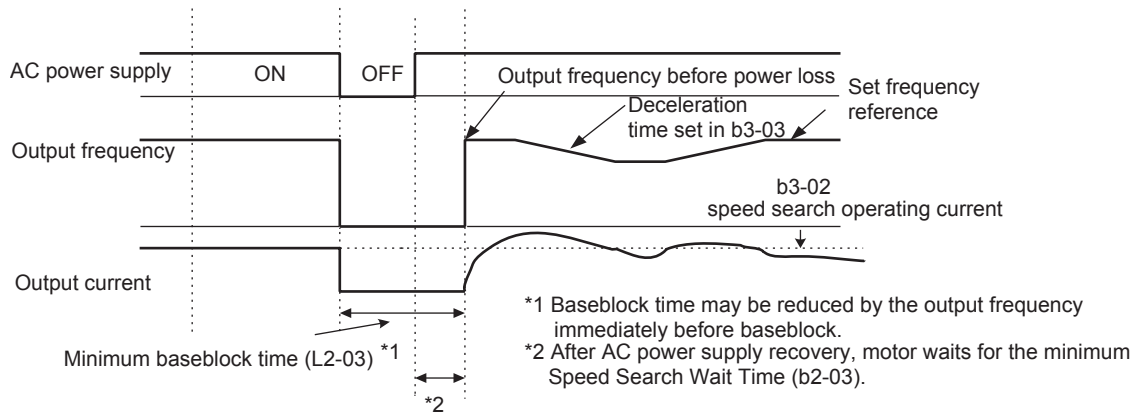 AC power supply
ON
OFF
Output frequency before power loss
Deceleration
time set in b3-03
Set frequency
reference
Output frequency
b3-02
speed search operating current
Output current
*1 Baseblock time may be reduced by the output frequency
immediately before baseblock.
Minimum baseblock time (L2-03) *1
*2 After AC power supply recovery, motor waits for the minimum
Speed Search Wait Time (b2-03).
*2